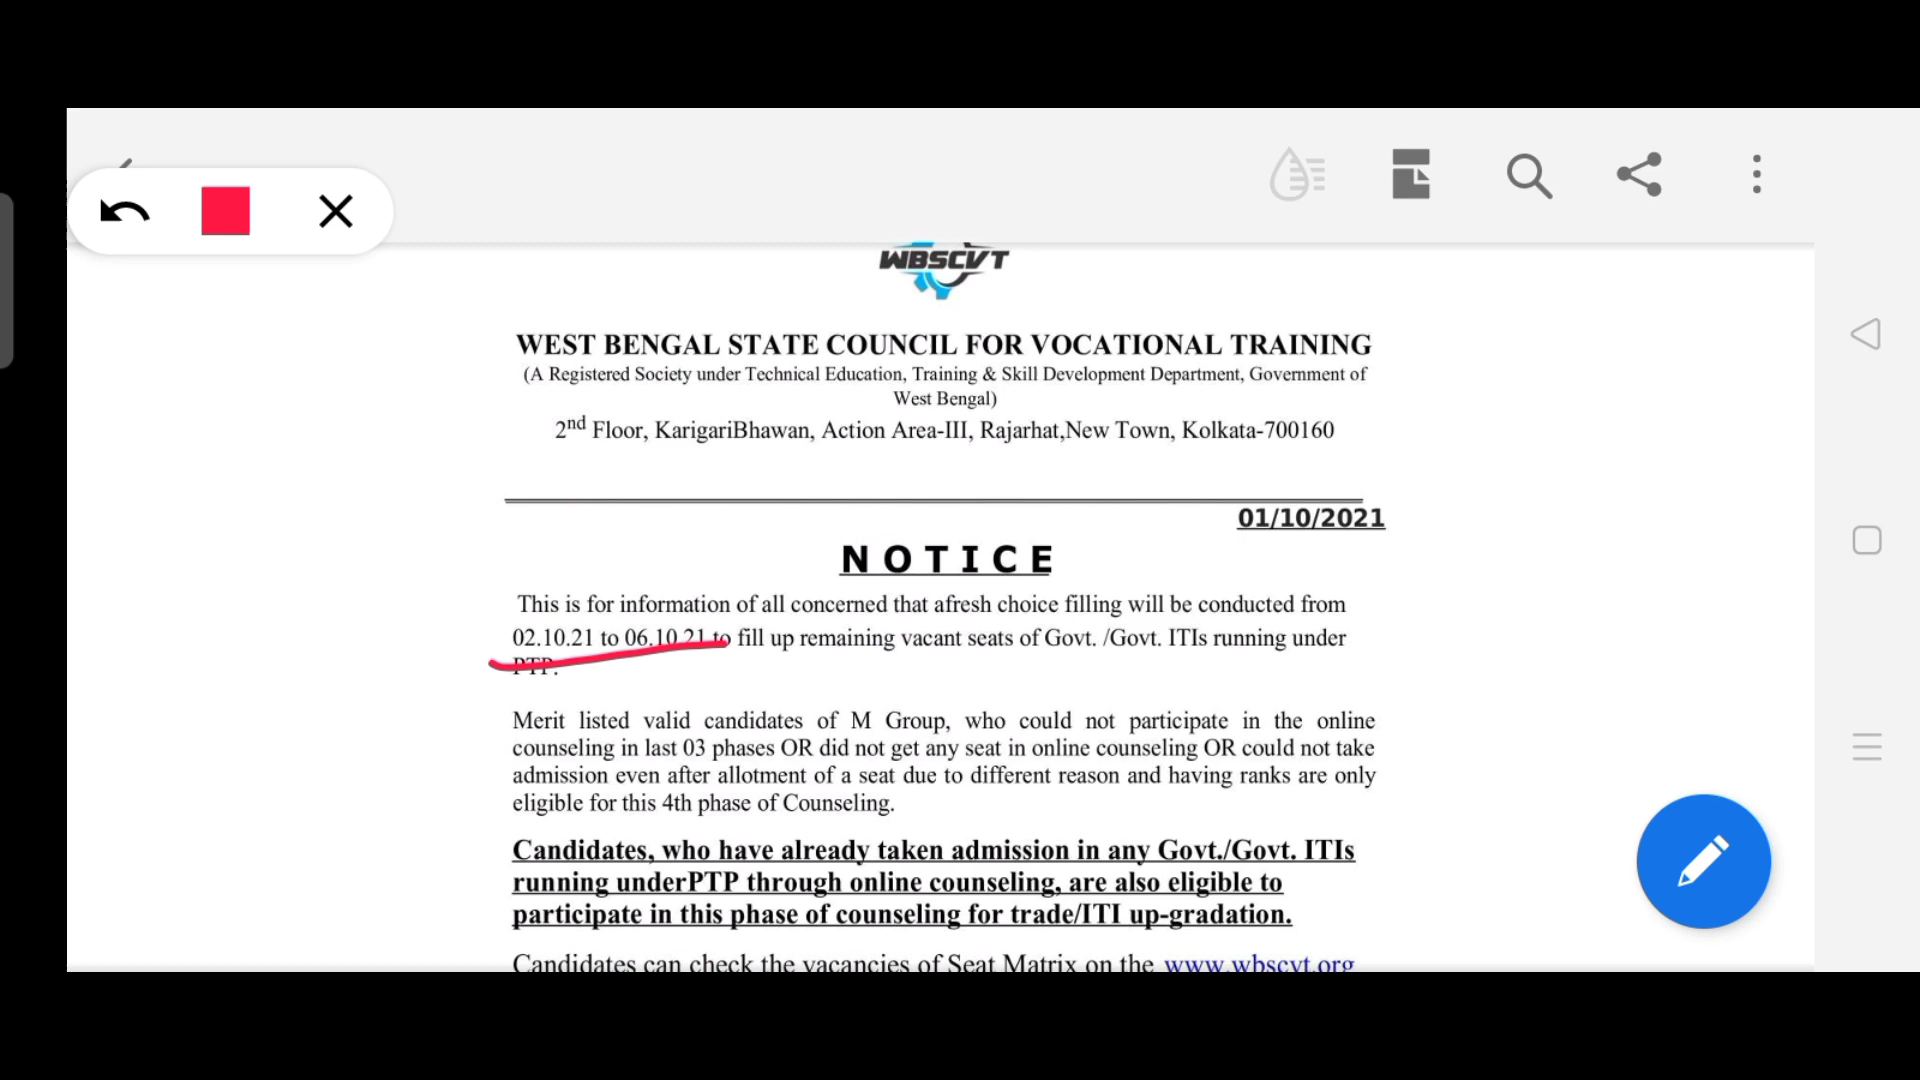 WBSCVT
WEST BENGAL STATE COUNCIL FOR VOCATIONAL TRAINING
(A Registered Society under Technical Education, Training & Skill Development Department, Government of
West Bengal)
2nd Floor, KarigariBhawan, Action Area-III, Rajarhat,New Town, Kolkata-700160
01/10/2021
NOTICE
This is for information of all concerned that afresh choice filling will be conducted from
02.10.21 to 06.10.21 to fill up remaining vacant seats of Govt. /Govt. ITIs running under
PTP.
Merit listed valid candidates of M Group, who could not participate in the online
counseling in last 03 phases OR did not get any seat in online counseling OR could not take
admission even after allotment of a seat due to different reason and having ranks are only
eligible for this 4th phase of Counseling.
Candidates, who have already taken admission in any Govt./Govt. ITIs
running underPTP through online counseling, are also eligible to
participate in this phase of counseling for trade/ITI up-gradation.
Candidates can check the vacancies of Seat Matrix on the www.wbscvt.org